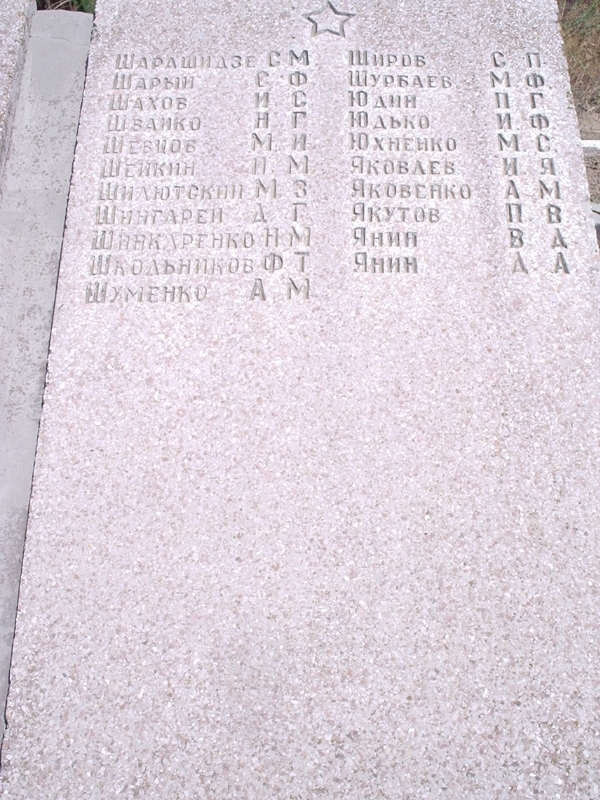 ШАРАШИДЗЕ С М
ШАРЫЙ С Ф
ШАХОВ И С
ШВАЙКО Н Г
ШЕВЦОВ М. И.
ШЕЙКИН И М
ШИЛЮТСКИЙ М З
ШИНГАРЕЙ А Г.
ШИНКАРЕНКО Н М
ШКОЛЬНИКОВ Ф Т
ШУМЕНКО А М
ШИРОВ С П
ШУРБАЕВ М Ф
ЮДИН П Г
ЮДЬКО И Ф
ЮХНЕНКО М С.
ЯКОВЛЕВ И. Я
ЯКОВЕНКО А М
ЯКУТОВ П В
ЯНИН В Д
ЯНИН Д А